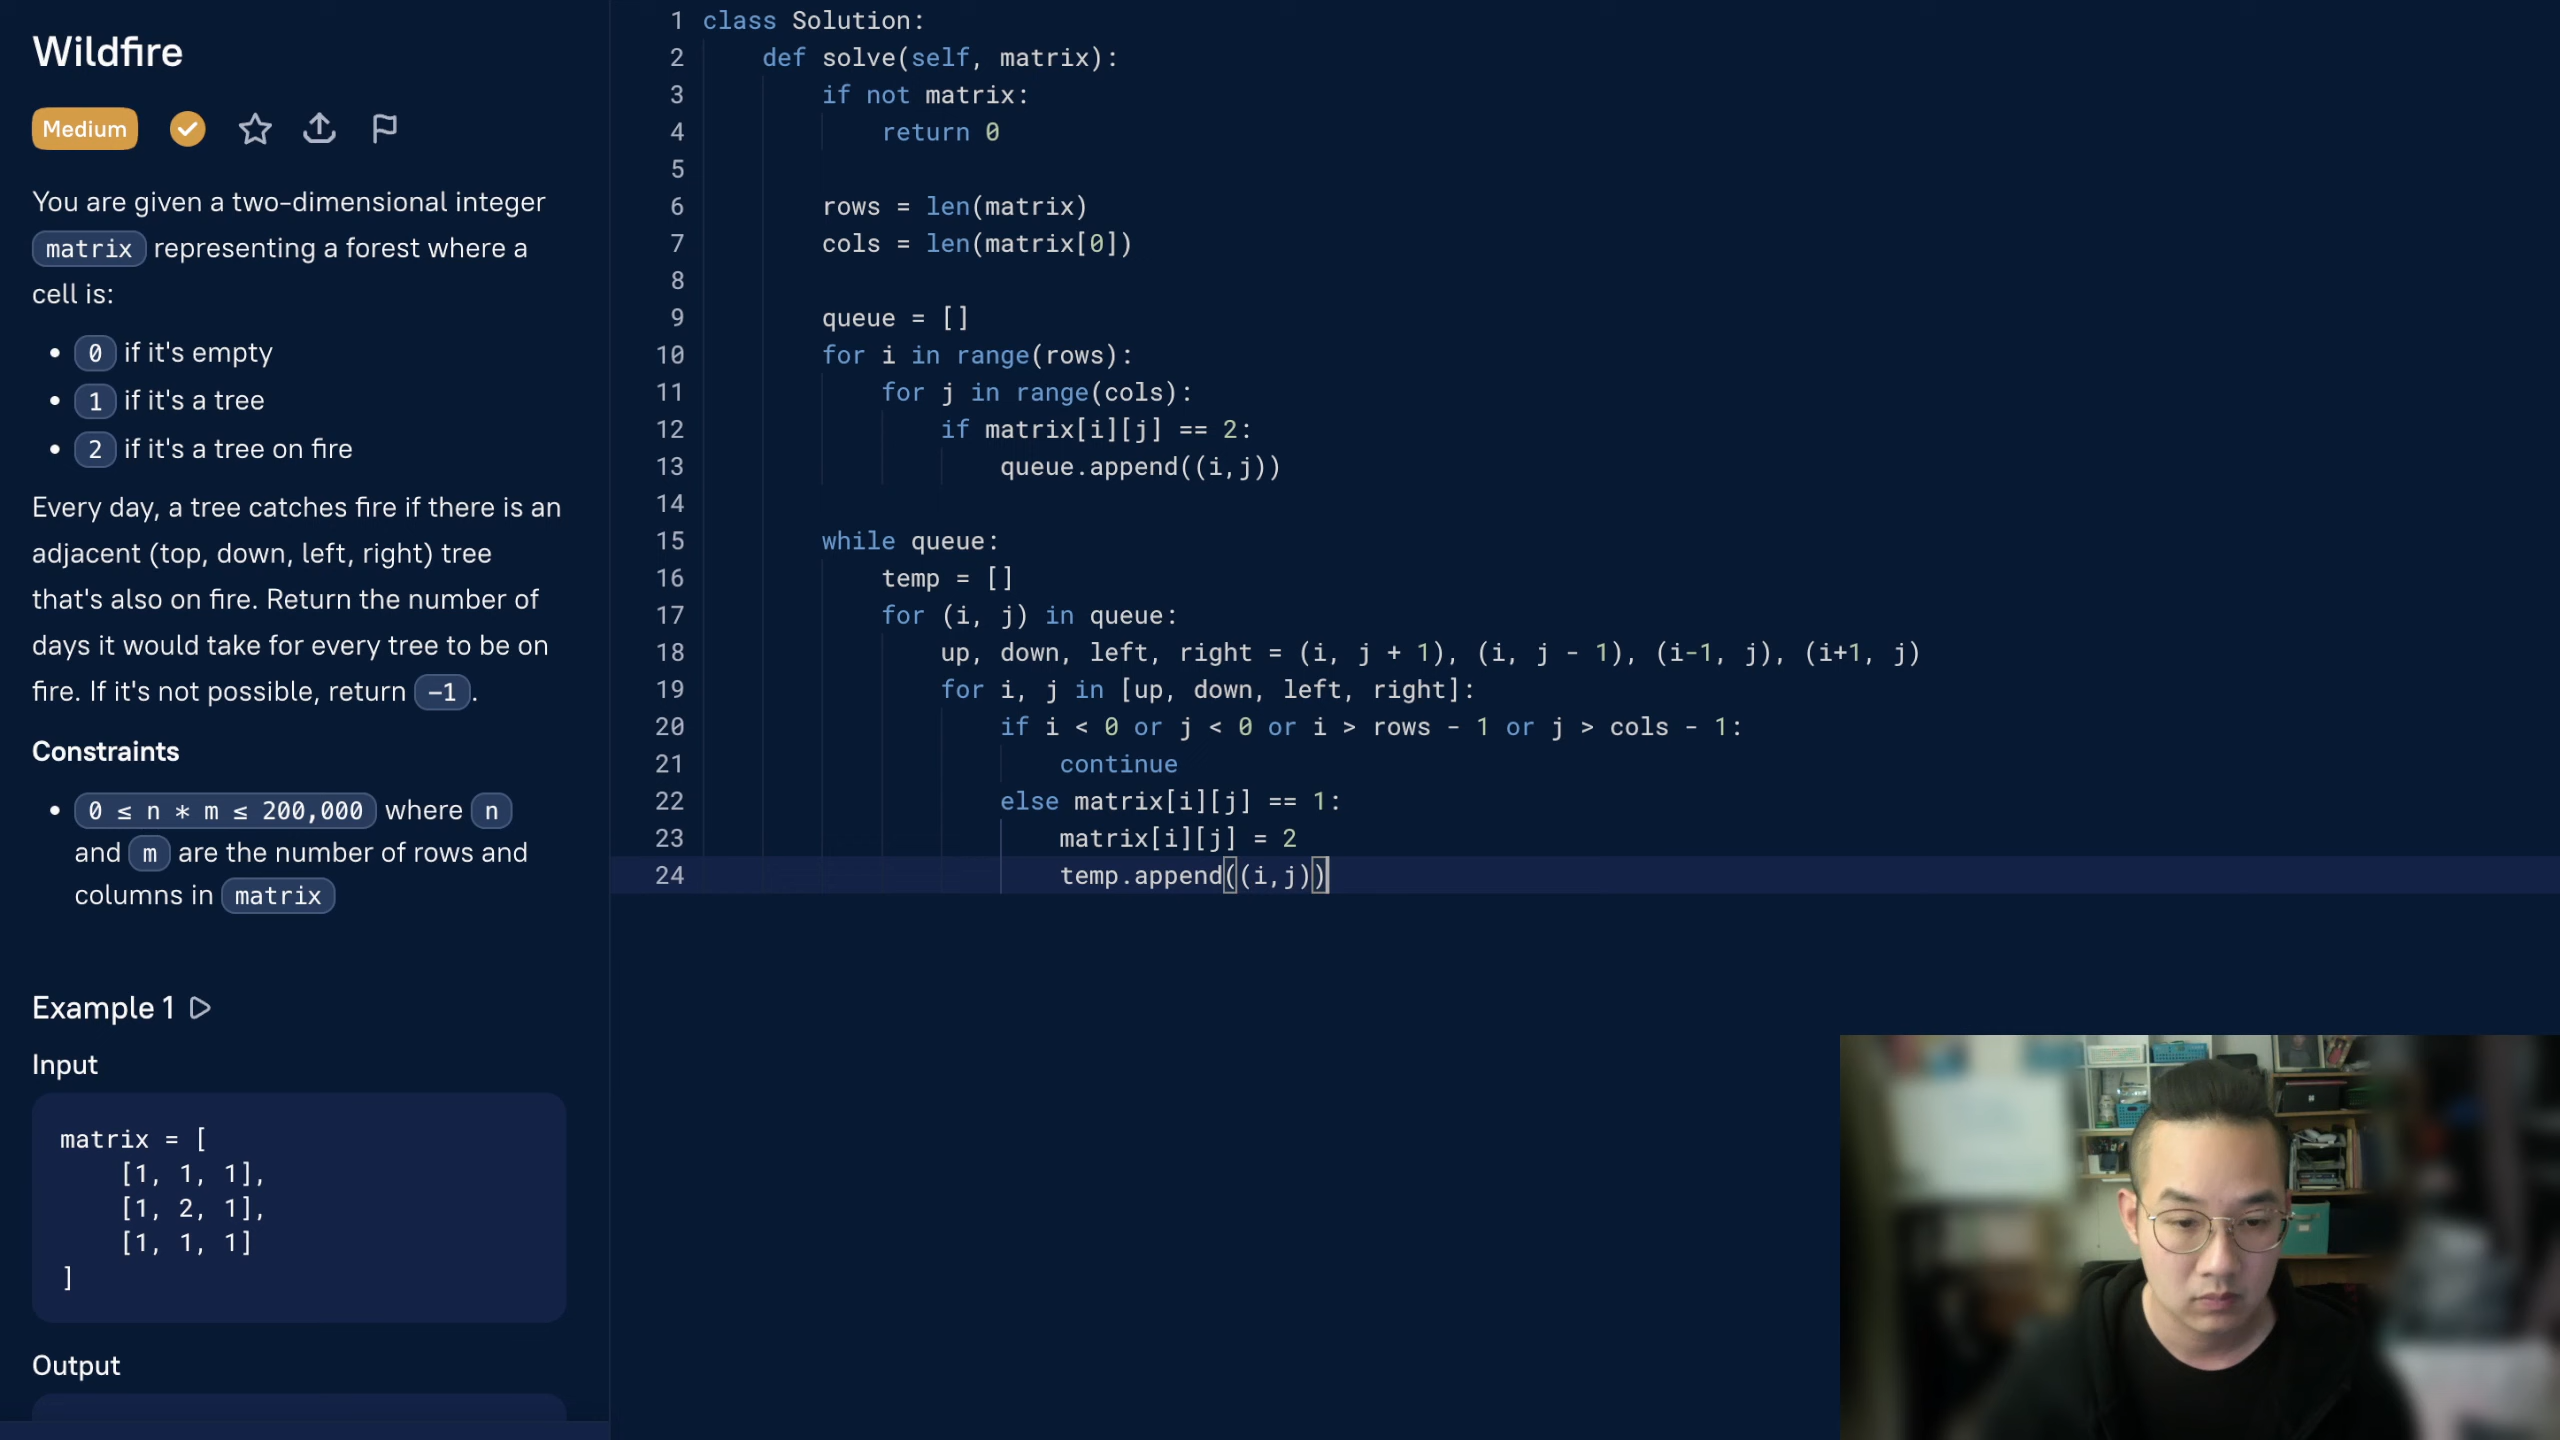 Wildfire
Medium
You are given a two-dimensional integer
matrix representing a forest where a
cell is:
• 0 if it's empty
• 1 if it's a tree
• 2 if it's a tree on fire
Every day, a tree catches fire if there is an
adjacent (top, down, left, right) tree
that's also on fire. Return the number of
days it would take for every tree to be on
fire. If it's not possible, return -1.
Constraints
• 0 ≤ n * m ≤ 200,000 where n
and m are the number of rows and
columns in matrix
Example 1
Input
matrix = [
    [1, 1, 1],
    [1, 2, 1],
    [1, 1, 1]
]
Output
1 class Solution:
2     def solve(self, matrix):
3         if not matrix:
4             return 0
5
6         rows = len(matrix)
7         cols = len(matrix[0])
8
9         queue = []
10         for i in range(rows):
11             for j in range(cols):
12                 if matrix[i][j] == 2:
13                     queue.append((i,j))
14
15         while queue:
16             temp = []
17             for (i, j) in queue:
18                 up, down, left, right = (i, j + 1), (i, j - 1), (i-1, j), (i+1, j)
19                 for i, j in [up, down, left, right]:
20                     if i < 0 or j < 0 or i > rows - 1 or j > cols - 1:
21                         continue
22                     else matrix[i][j] == 1:
23                         matrix[i][j] = 2
24                         temp.append((i,j))